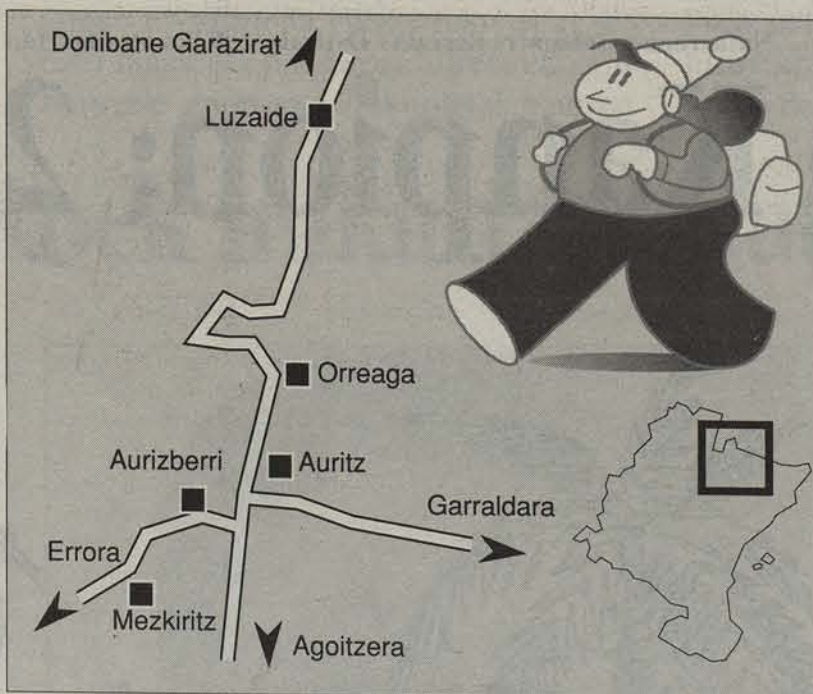 Donibane Garazirat
Luzaide
Orreaga
Aurizberri
Auritz
Garraldara
Errora
Mezkiritz
Agoitzera